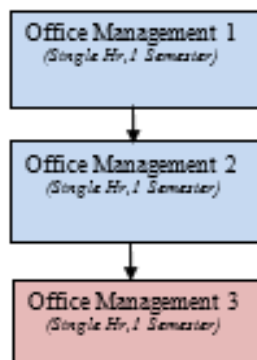 Office Management 1
(Single Hr,1 Semester)
Office Management 2
(Single Hr,1 Semester)
Office Management 3
(Single Hr,1 Semester)